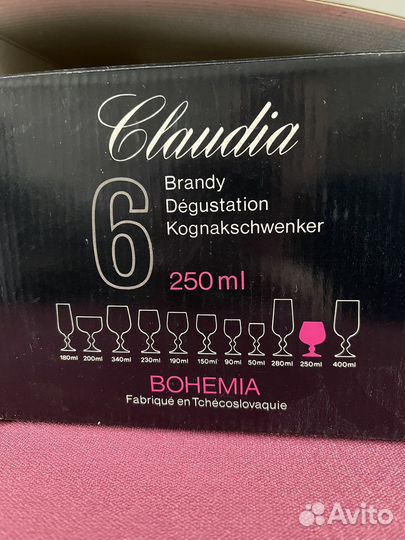 Claudia
6
Brandy
Dégustation
Kognakschwenker
250 ml
180ml 200ml 340ml 230ml 190ml 150ml 90ml 50ml 280ml 250ml 400ml
BOHEMIA
Fabriqué en Tchécoslovaquie
Avito